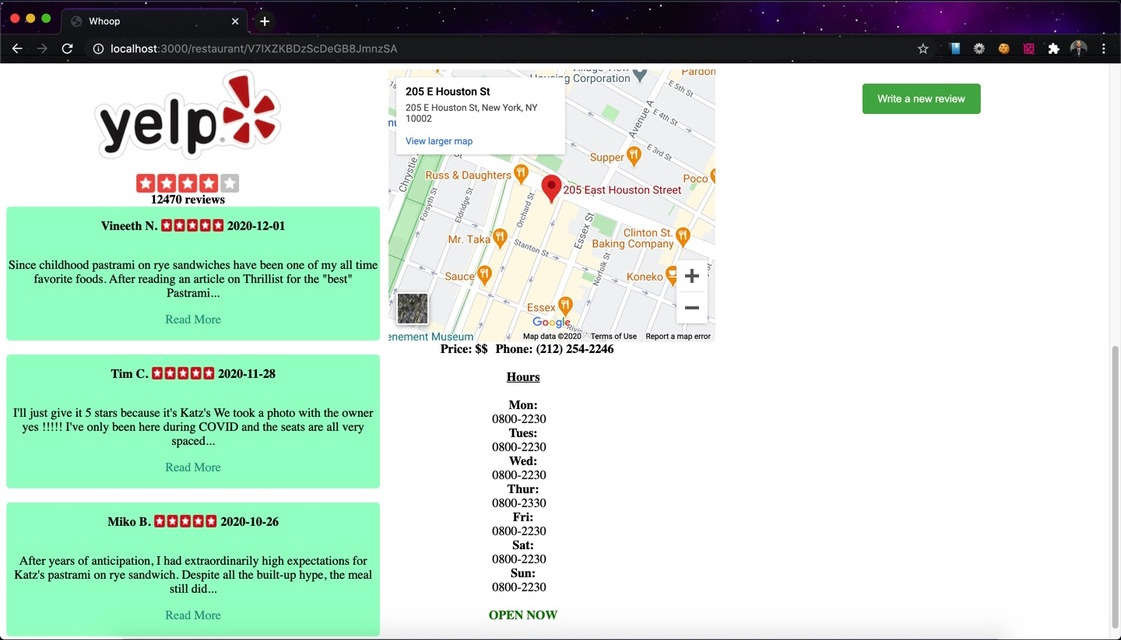 Whoop
localhost:3000/restaurant/V7lXZKBDzScDeGB8JmnzSA
yelp
12470 reviews
Vineeth N. 2020-12-01
Since childhood pastrami on rye sandwiches have been one of my all time
favorite foods. After reading an article on Thrillist for the "best"
Pastrami...
Read More
Tim C. 2020-11-28
I'll just give it 5 stars because it's Katz's We took a photo with the owner
yes !!!!! I've only been here during COVID and the seats are all very
spaced...
Read More
Miko B. 2020-10-26
After years of anticipation, I had extraordinarily high expectations for
Katz's pastrami on rye sandwich. Despite all the built-up hype, the meal
still did...
Read More
205 E Houston St
205 E Houston St, New York, NY
10002
View larger map
Housing Corporation
Pardon
E 5th St
Avenue A
E 4th St
E 3rd St
Supper
Poco
Chrystie
Russ & Daughters
205 East Houston Street
Forsyth St
Eldridge St
Orchard St
Essex St
Mr. Taka
Stanton St
Clinton St.
Baking Company
Norfolk St
Sauce
Koneko
Essex
Google
enement Museum
Map data ©2020 Terms of Use Report a map error
Price: $$ Phone: (212) 254-2246
Hours
Mon:
0800-2230
Tues:
0800-2230
Wed:
0800-2230
Thur:
0800-2330
Fri:
0800-2230
Sat:
0800-2230
Sun:
0800-2230
OPEN NOW
Write a new review